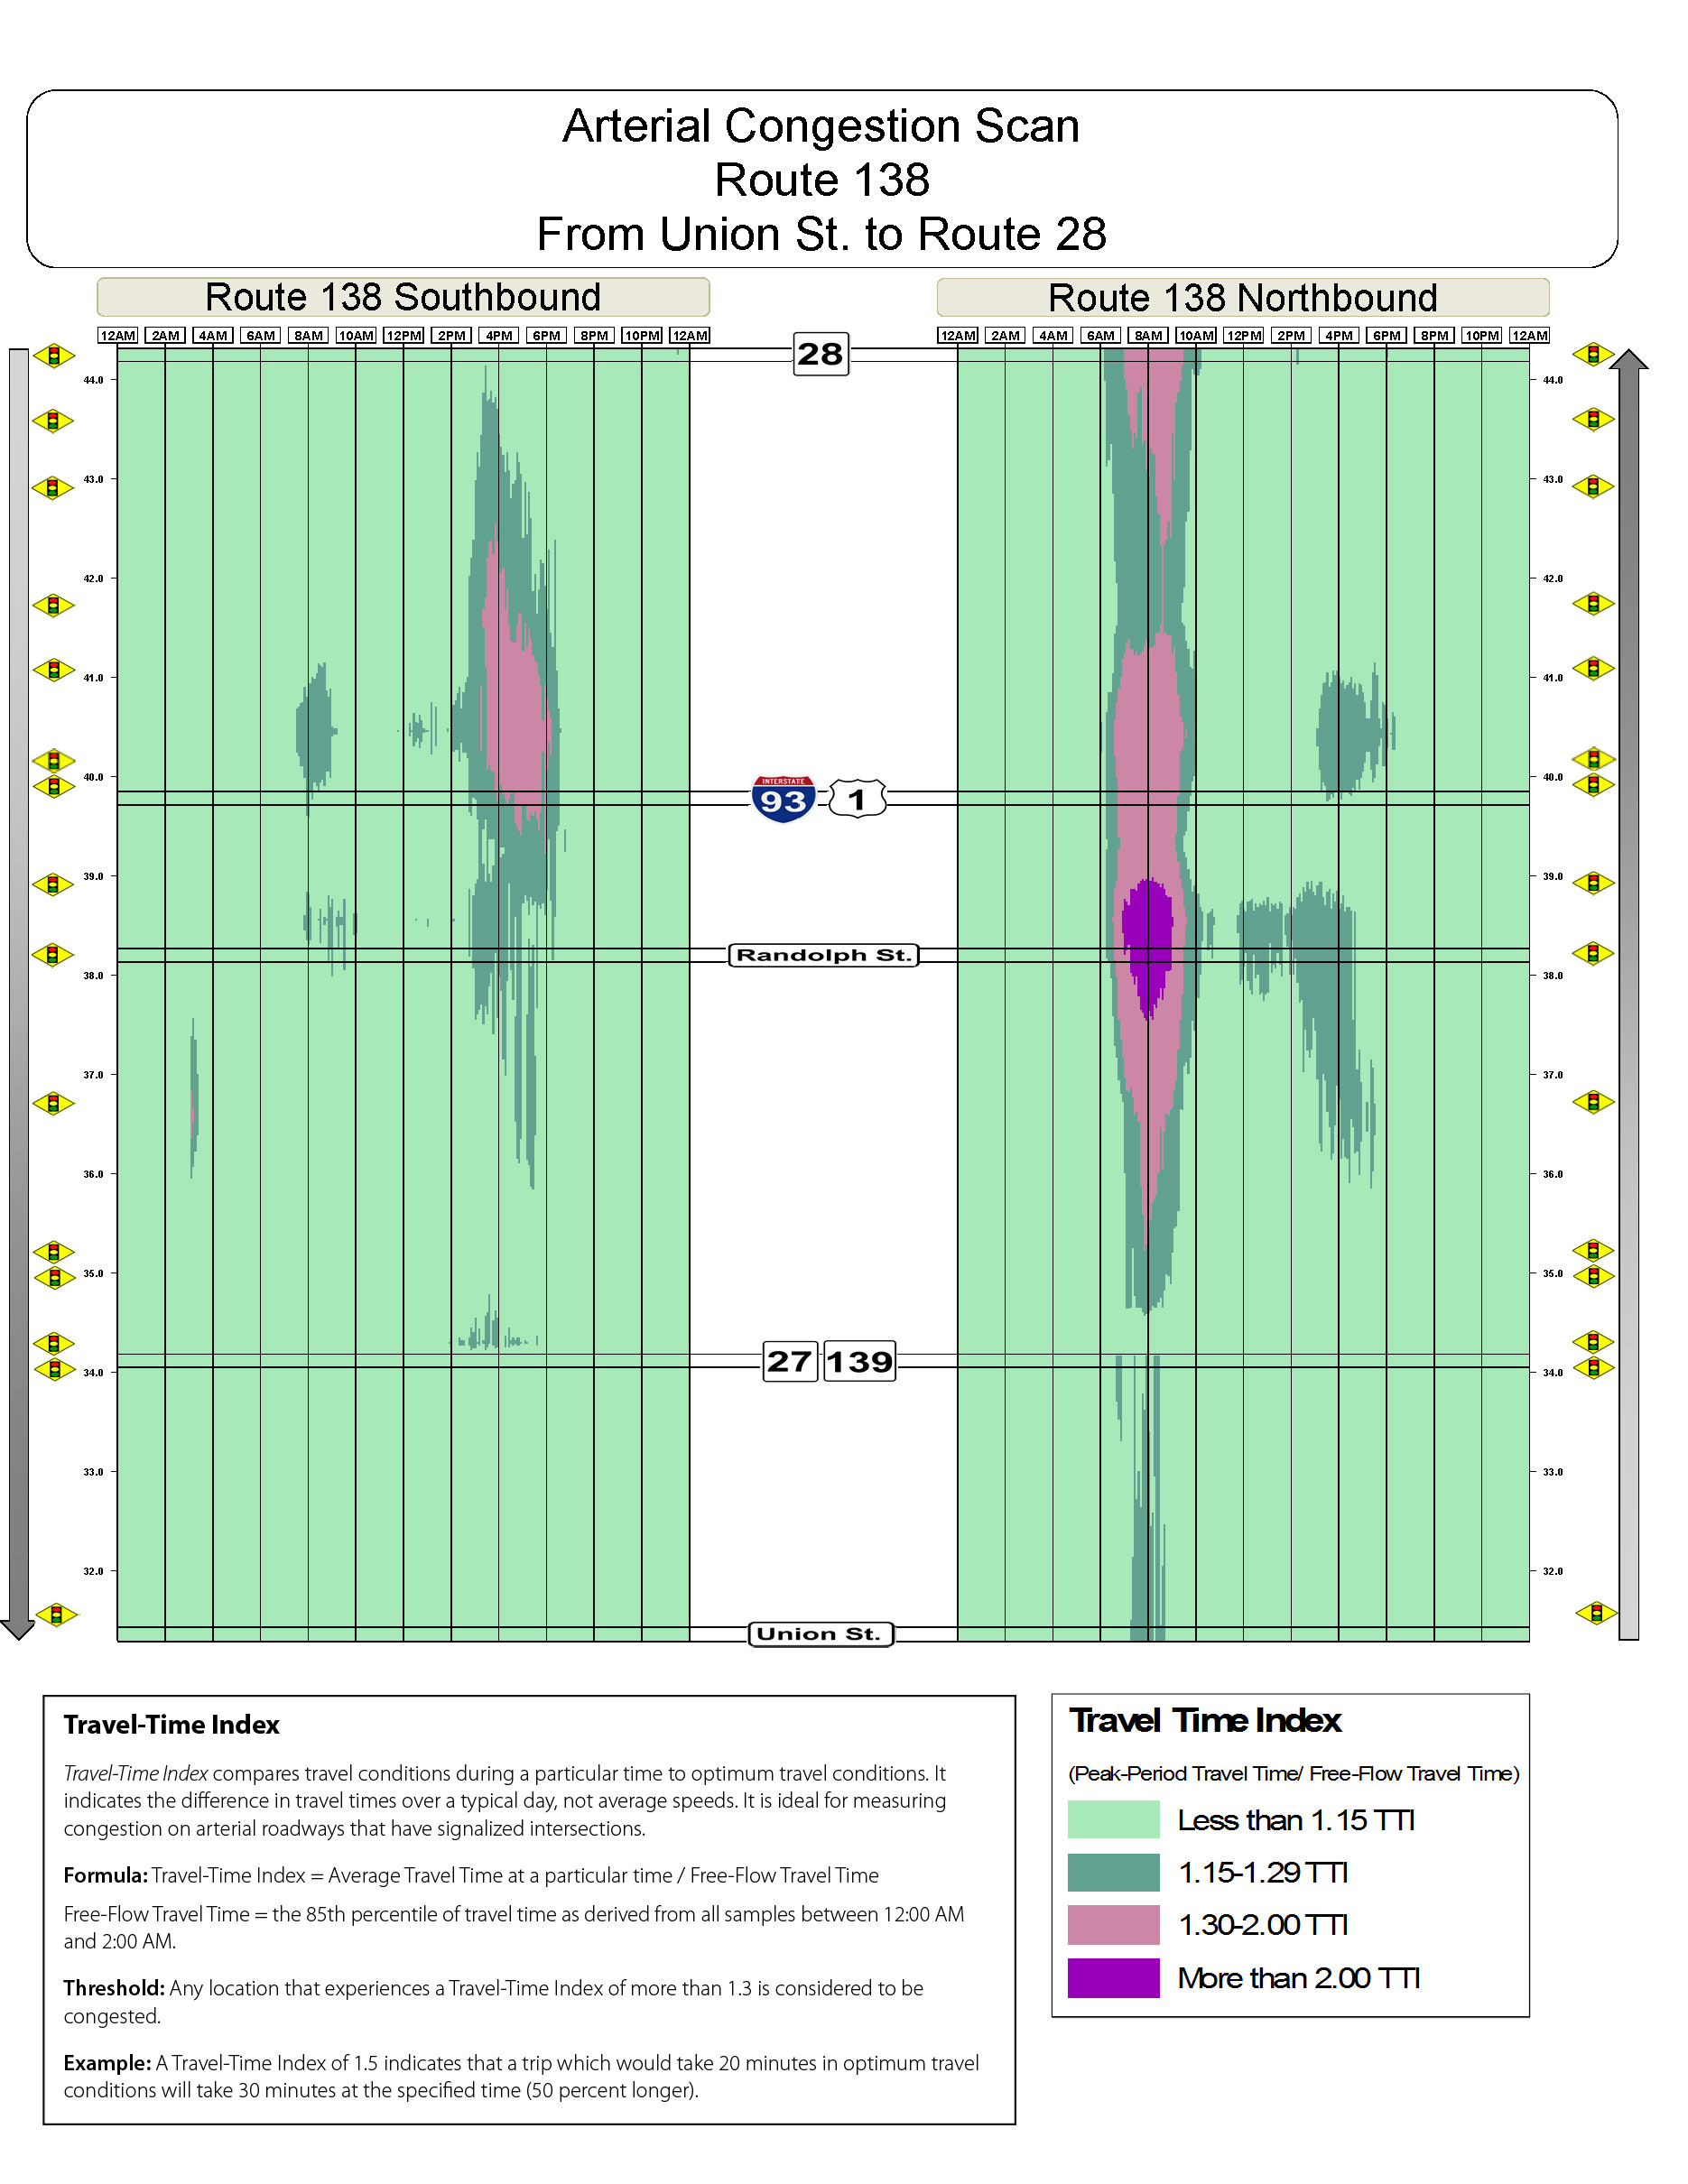 Arterial Congestion Scan
Route 138
From Union St. to Route 28
Route 138 Southbound
Route 138 Northbound
12AM 2AM 4AM 6AM 8AM 10AM 12PM 2PM 4PM 6PM 8PM 10PM 12AM
12AM 2AM 4AM 6AM 8AM 10AM 12PM 2PM 4PM 6PM 8PM 10PM 12AM
28
44.0 44.0
43.0 43.0
42.0 42.0
41.0 41.0
40.0 40.0
INTERSTATE
93 1
39.0 39.0
Randolph St.
38.0 38.0
37.0 37.0
36.0 36.0
35.0 35.0
27 139
34.0 34.0
33.0 33.0
32.0 32.0
Union St.
Travel-Time Index
Travel-Time Index compares travel conditions during a particular time to optimum travel conditions. It
indicates the difference in travel times over a typical day, not average speeds. It is ideal for measuring
congestion on arterial roadways that have signalized intersections.
Formula: Travel-Time Index = Average Travel Time at a particular time / Free-Flow Travel Time
Free-Flow Travel Time = the 85th percentile of travel time as derived from all samples between 12:00 AM
and 2:00 AM.
Threshold: Any location that experiences a Travel-Time Index of more than 1.3 is considered to be
congested.
Example: A Travel-Time Index of 1.5 indicates that a trip which would take 20 minutes in optimum travel
conditions will take 30 minutes at the specified time (50 percent longer).
Travel Time Index
(Peak-Period Travel Time/ Free-Flow Travel Time)
Less than 1.15 TTI
1.15-1.29 TTI
1.30-2.00 TTI
More than 2.00 TTI